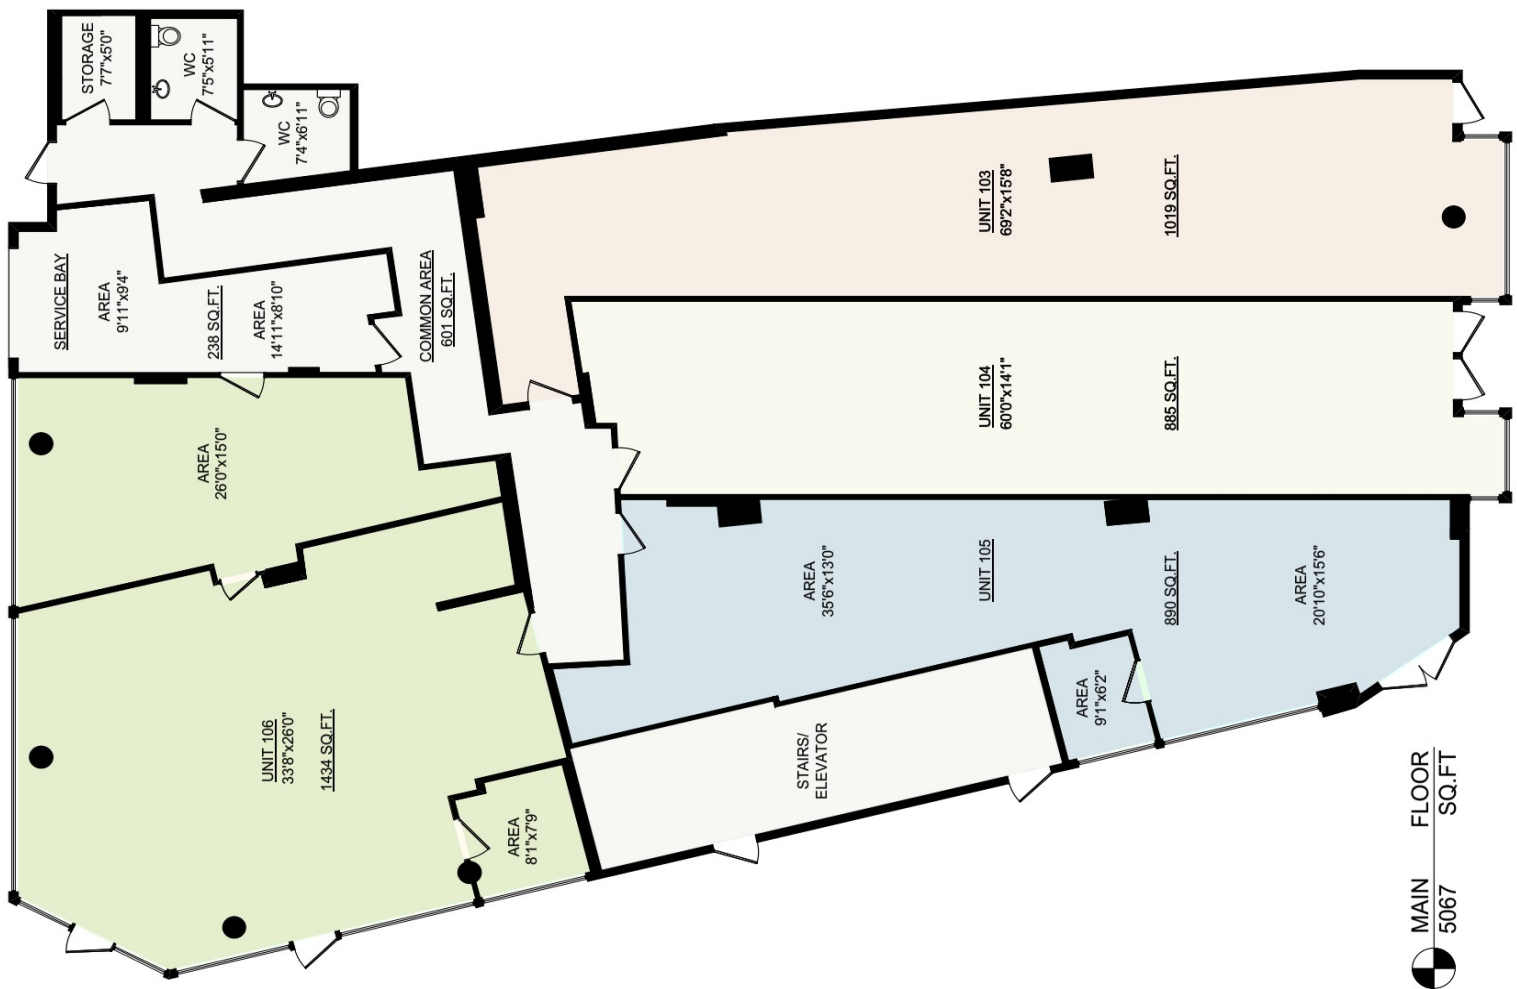 STORAGE
7'7"x5'0"
WC
7'5"x5'11"
WC
7'4"x6'11"
SERVICE BAY
AREA
9'11"x9'4"
238 SQ.FT.
AREA
14'11"x8'10"
COMMON AREA
601 SQ.FT.
UNIT 103
69'2"x15'8"
1019 SQ.FT.
UNIT 104
60'0"x14'1"
885 SQ.FT.
AREA
26'0"x15'0"
AREA
35'6"x13'0"
UNIT 105
890 SQ.FT.
AREA
20'10"x15'6"
AREA
9'1"x6'2"
UNIT 106
33'8"x26'0"
1434 SQ.FT.
AREA
8'1"x7'9"
STAIRS/
ELEVATOR
MAIN FLOOR
5067 SQ.FT